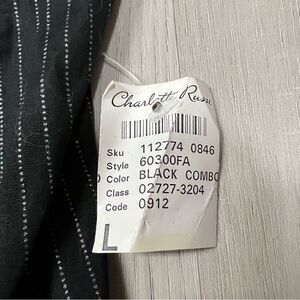 Charlotte Russe
Sku 112774 0846
Style 60300FA
Color BLACK COMBO
Class 02727-3204
Code 0912
L